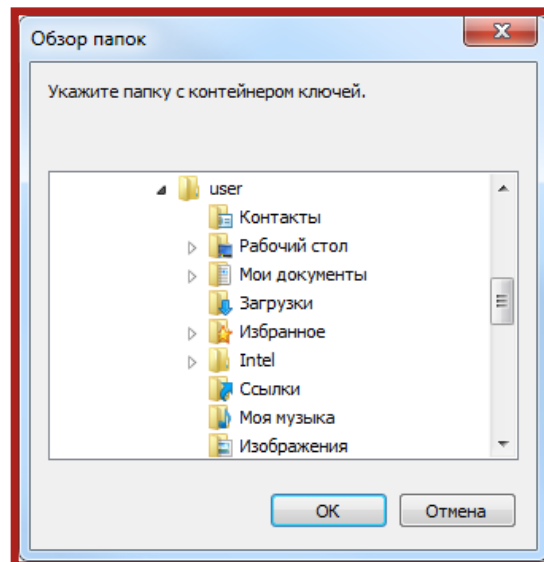 Обзор папок
Укажите папку с контейнером ключей.
user
Контакты
Рабочий стол
Мои документы
Загрузки
Избранное
Intel
Ссылки
Моя музыка
Изображения
ОК
Отмена